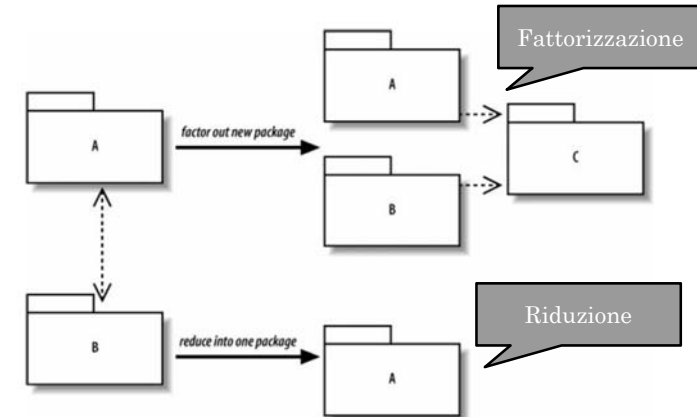 Fattorizzazione
A
A
factor out new package
C
B
B
reduce into one package
A
Riduzione